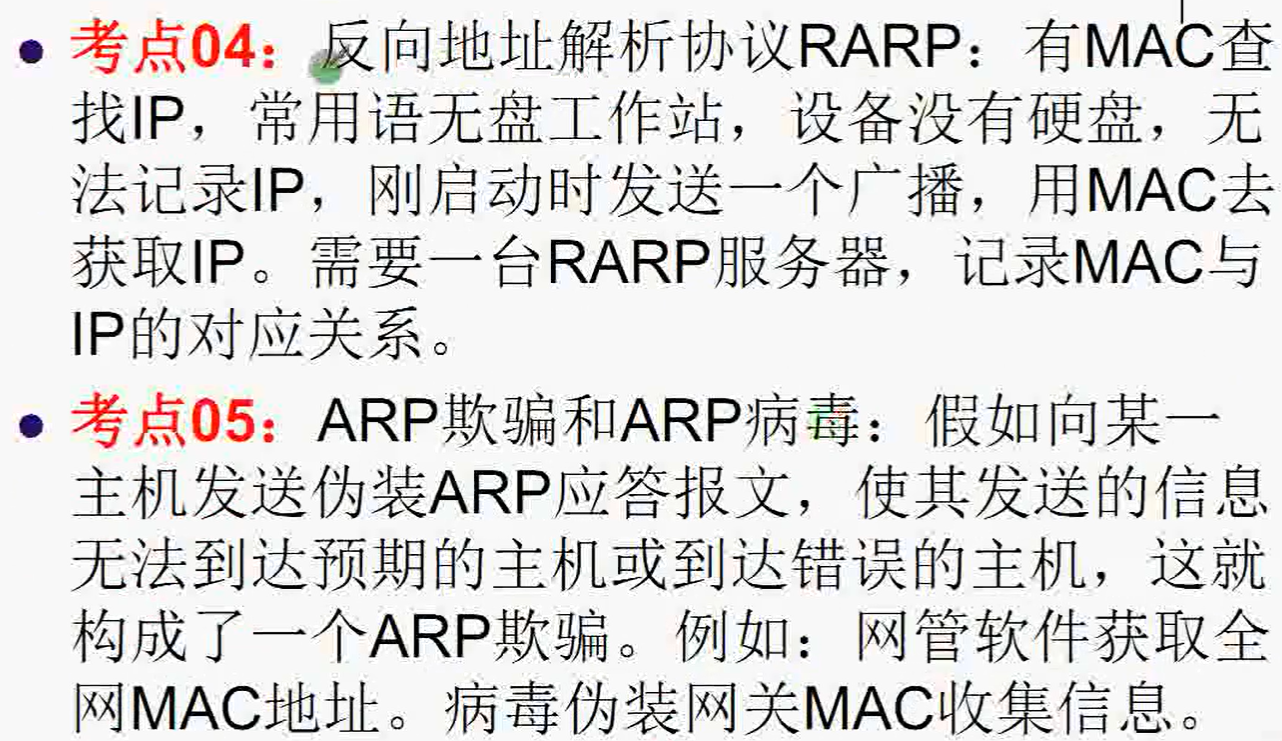 考点04：反向地址解析协议RARP：有MAC查
找IP，常用语无盘工作站，设备没有硬盘，无
法记录IP，刚启动时发送一个广播，用MAC去
获取IP。需要一台RARP服务器，记录MAC与
IP的对应关系。
考点05：ARP欺骗和ARP病毒：假如向某一
主机发送伪装ARP应答报文，使其发送的信息
无法到达预期的主机或到达错误的主机，这就
构成了一个ARP欺骗。例如：网管软件获取全
网MAC地址。病毒伪装网关MAC收集信息。